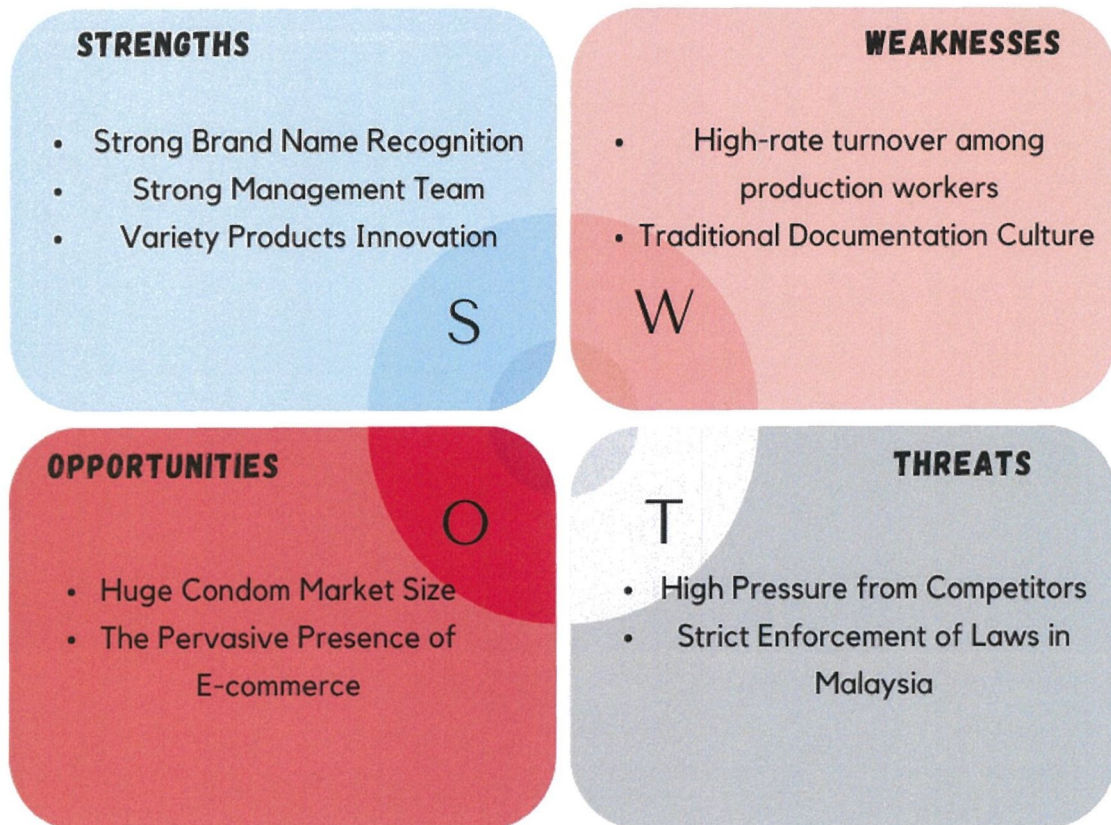 STRENGTHS
• Strong Brand Name Recognition
• Strong Management Team
• Variety Products Innovation
S
WEAKNESSES
• High-rate turnover among
production workers
• Traditional Documentation Culture
W
OPPORTUNITIES
O
• Huge Condom Market Size
• The Pervasive Presence of
E-commerce
THREATS
T
• High Pressure from Competitors
• Strict Enforcement of Laws in
Malaysia